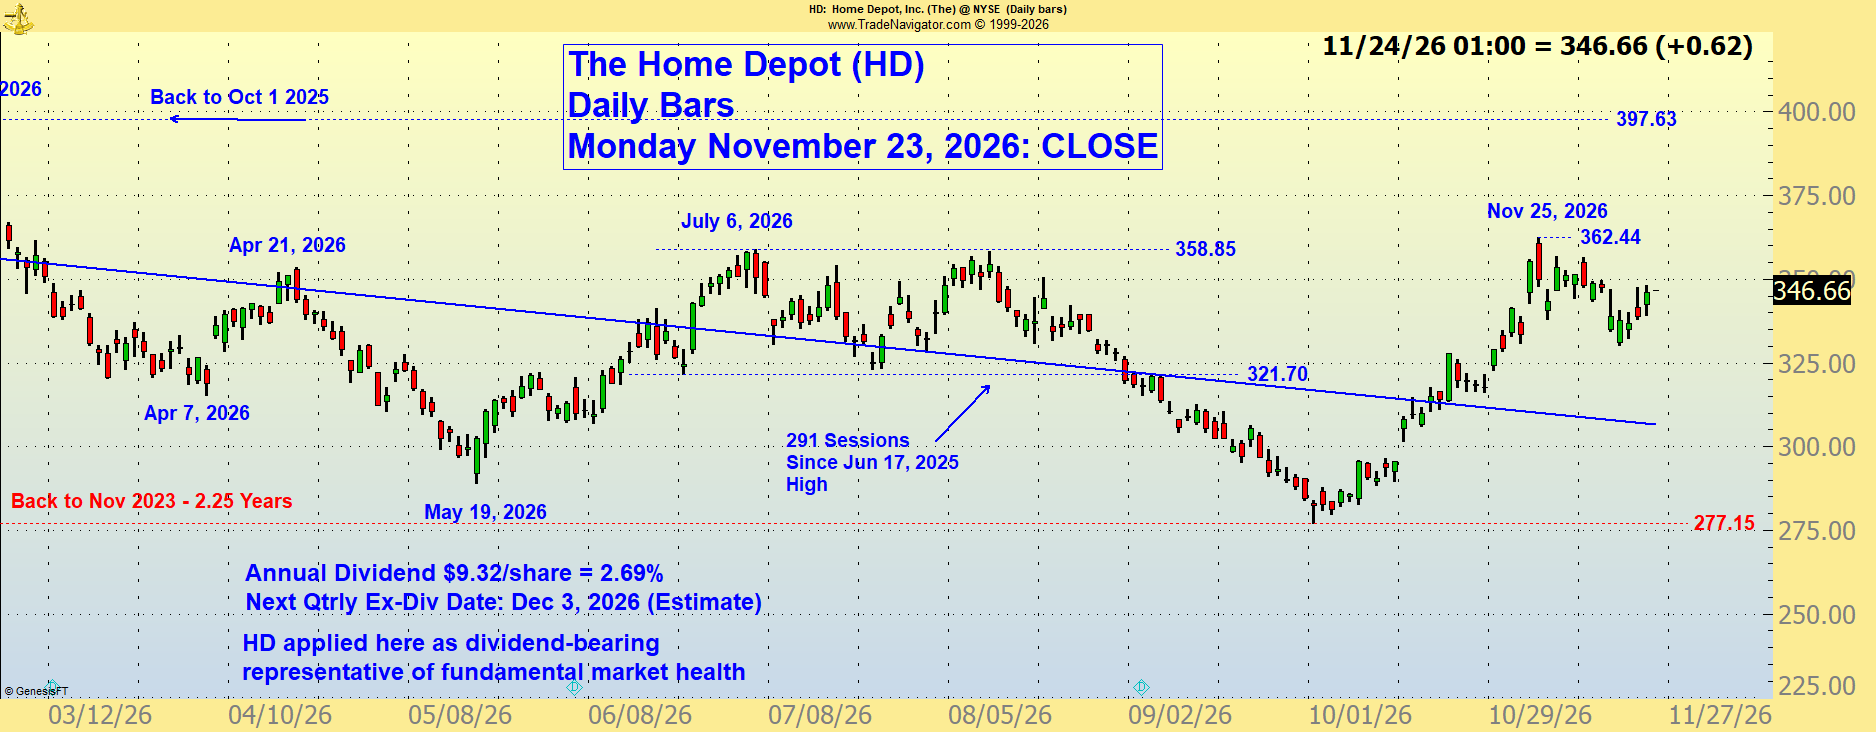 HD: Home Depot, Inc. (The) @ NYSE (Daily bars)
www.TradeNavigator.com © 1999-2026
11/24/26 01:00 = 346.66 (+0.62)
The Home Depot (HD)
Daily Bars
Monday November 23, 2026: CLOSE
2026
Back to Oct 1 2025
397.63
July 6, 2026
Nov 25, 2026
Apr 21, 2026
358.85
362.44
321.70
Apr 7, 2026
291 Sessions
Since Jun 17, 2025
High
Back to Nov 2023 - 2.25 Years
May 19, 2026
277.15
Annual Dividend $9.32/share = 2.69%
Next Qtrly Ex-Div Date: Dec 3, 2026 (Estimate)
HD applied here as dividend-bearing
representative of fundamental market health
D
D
D
© GenesisFT
400.00
375.00
346.66
325.00
300.00
275.00
250.00
225.00
03/12/26
04/10/26
05/08/26
06/08/26
07/08/26
08/05/26
09/02/26
10/01/26
10/29/26
11/27/26